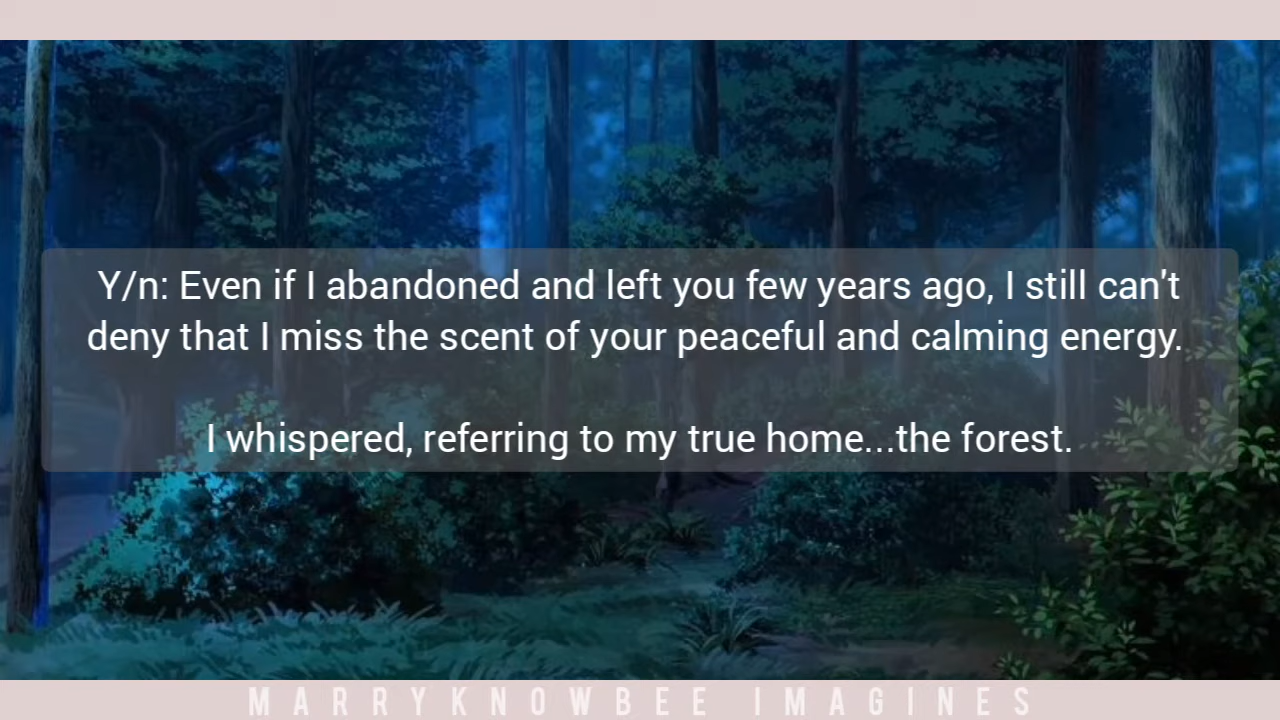 Y/n: Even if I abandoned and left you few years ago, I still can't
deny that I miss the scent of your peaceful and calming energy.
I whispered, referring to my true home...the forest.
MARRYKNOWBEE IMAGINES